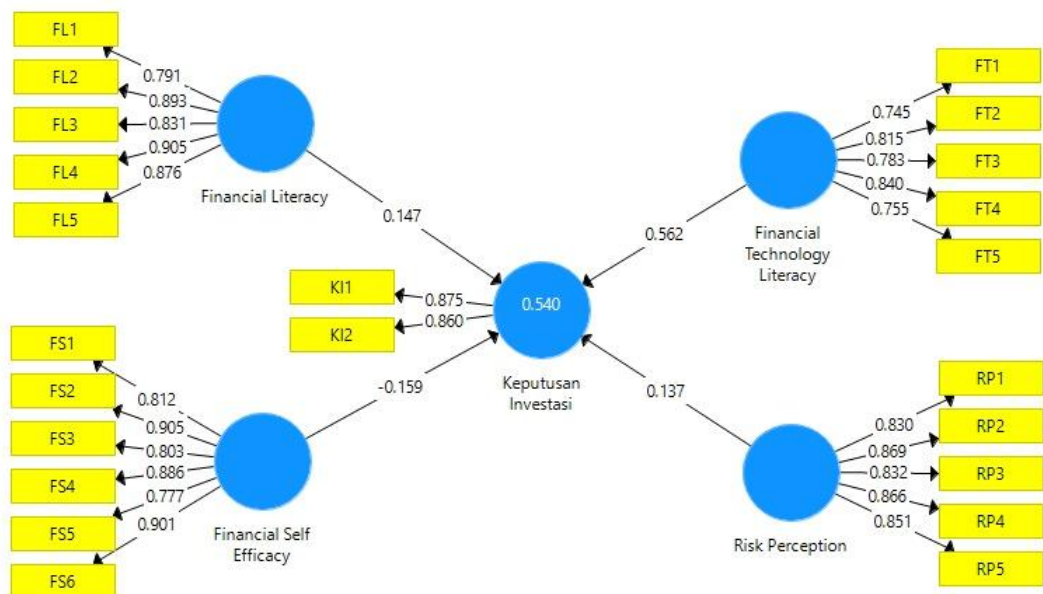 FL1
FL2
FL3
FL4
FL5
0.791
0.893
0.831
0.905
0.876
Financial Literacy
0.147
FT1
FT2
FT3
FT4
FT5
0.745
0.815
0.783
0.840
0.755
Financial
Technology
Literacy
0.562
KI1
KI2
0.875
0.860
0.540
Keputusan
Investasi
FS1
FS2
FS3
FS4
FS5
FS6
0.812
0.905
0.803
0.886
0.777
0.901
Financial Self
Efficacy
-0.159
RP1
RP2
RP3
RP4
RP5
0.830
0.869
0.832
0.866
0.851
Risk Perception
0.137